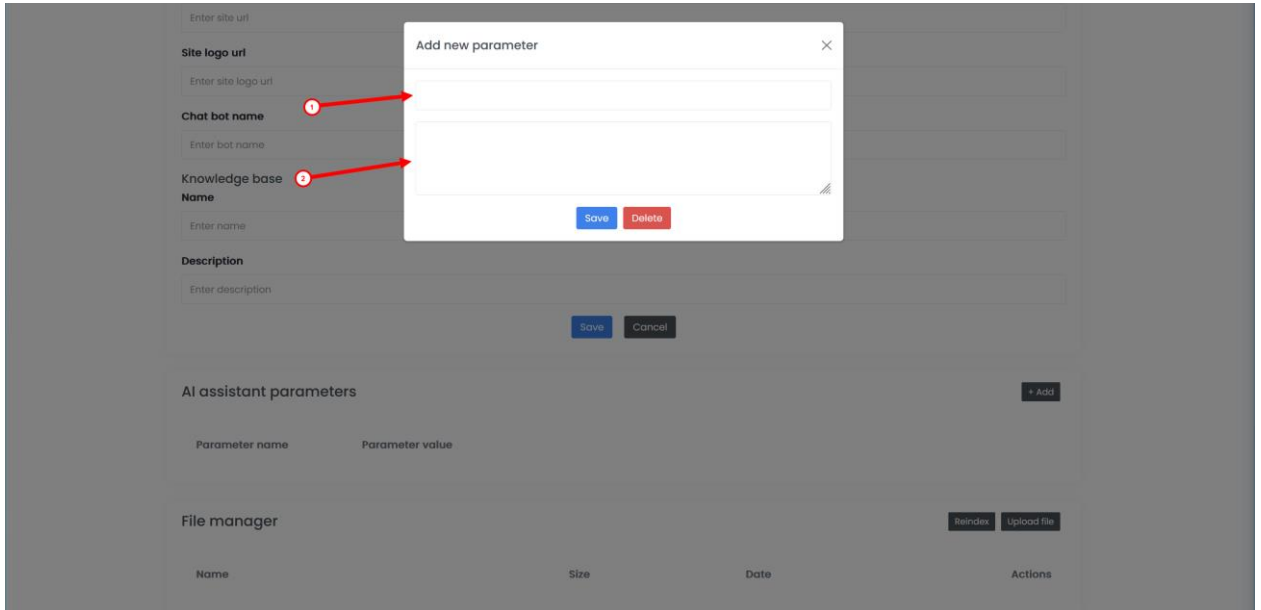 Enter site url
Add new parameter
Site logo url
Enter site logo url
1
Chat bot name
Enter bot name
Knowledge base
2
Name
Save Delete
Enter name
Description
Enter description
Save Cancel
AI assistant parameters
+ Add
Parameter name Parameter value
File manager
Reindex Upload file
Name Size Date Actions